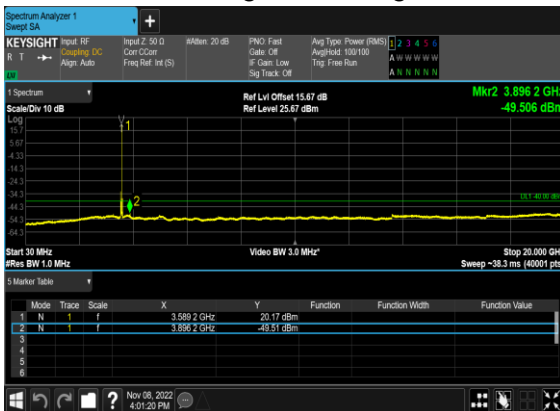 Spectrum Analyzer 1
Swept SA
KEYSIGHT Input: RF Input Z: 50 Ω #Atten: 20 dB PNO: Fast Avg Type: Power (RMS) 1 2 3 4 5 6
R T Coupling: DC Corr CCorr Gate: Off Avg|Hold: 100/100 A W W W W W
Align: Auto Freq Ref: Int (S) IF Gain: Low Trig: Free Run
Sig Track: Off A N N N N N
LV
1 Spectrum Ref Lvl Offset 15.67 dB Mkr2 3.896 2 GHz
Scale/Div 10 dB Ref Level 25.67 dBm -49.506 dBm
Log
15.7
5.67
-4.33
-14.3
-24.3
-34.3
-44.3
-54.3
-64.3
1
2
DL1 -40.00 dBm
Start 30 MHz Video BW 3.0 MHz* Stop 20.000 GH
#Res BW 1.0 MHz Sweep ~38.3 ms (40001 pts
5 Marker Table
Mode Trace Scale X Y Function Function Width Function Value
1 N 1 f 3.589 2 GHz 20.17 dBm
2 N 1 f 3.896 2 GHz -49.51 dBm
3
4
5
6
Nov 08, 2022
4:01:20 PM